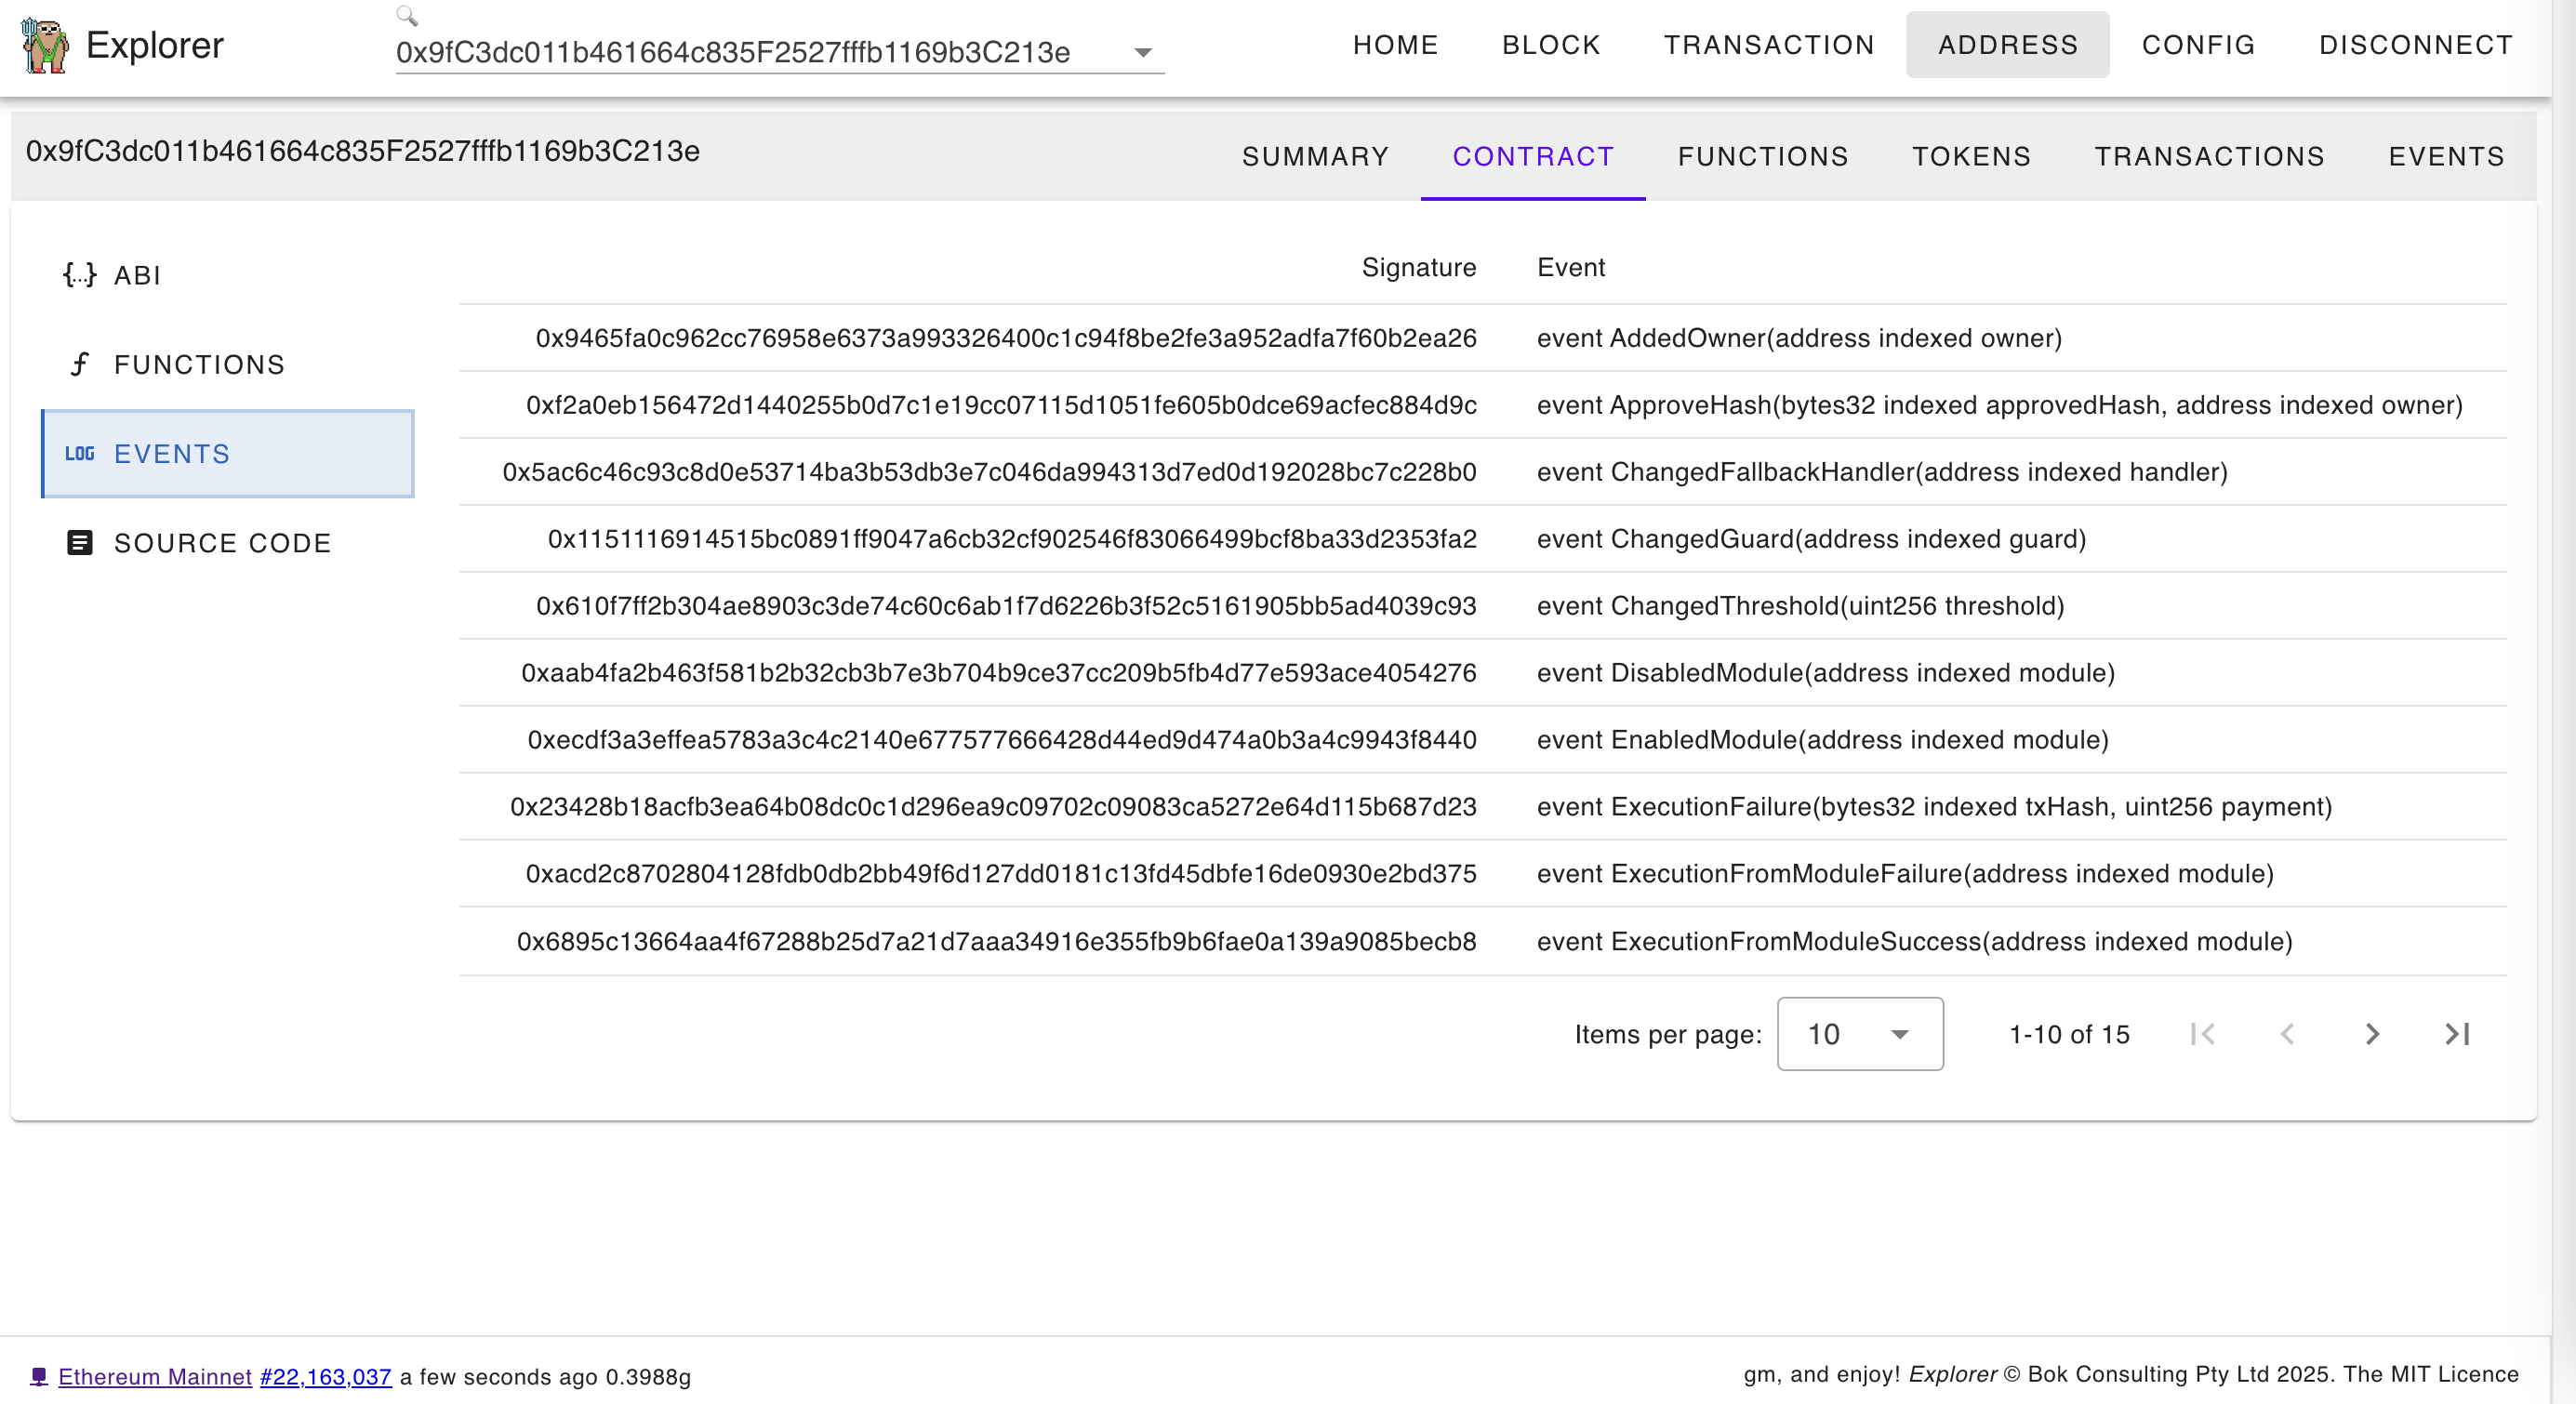 Explorer
0x9fC3dc011b461664c835F2527fffb1169b3C213e
HOME BLOCK TRANSACTION ADDRESS CONFIG DISCONNECT
0x9fC3dc011b461664c835F2527fffb1169b3C213e
SUMMARY CONTRACT FUNCTIONS TOKENS TRANSACTIONS EVENTS
{...} ABI
FUNCTIONS
LOG EVENTS
SOURCE CODE
Signature Event
0x9465fa0c962cc76958e6373a993326400c1c94f8be2fe3a952adfa7f60b2ea26 event AddedOwner(address indexed owner)
0xf2a0eb156472d1440255b0d7c1e19cc07115d1051fe605b0dce69acfec884d9c event ApproveHash(bytes32 indexed approvedHash, address indexed owner)
0x5ac6c46c93c8d0e53714ba3b53db3e7c046da994313d7ed0d192028bc7c228b0 event ChangedFallbackHandler(address indexed handler)
0x1151116914515bc0891ff9047a6cb32cf902546f83066499bcf8ba33d2353fa2 event ChangedGuard(address indexed guard)
0x610f7ff2b304ae8903c3de74c60c6ab1f7d6226b3f52c5161905bb5ad4039c93 event ChangedThreshold(uint256 threshold)
0xaab4fa2b463f581b2b32cb3b7e3b704b9ce37cc209b5fb4d77e593ace4054276 event DisabledModule(address indexed module)
0xecdf3a3effea5783a3c4c2140e677577666428d44ed9d474a0b3a4c9943f8440 event EnabledModule(address indexed module)
0x23428b18acfb3ea64b08dc0c1d296ea9c09702c09083ca5272e64d115b687d23 event ExecutionFailure(bytes32 indexed txHash, uint256 payment)
0xacd2c8702804128fdb0db2bb49f6d127dd0181c13fd45dbfe16de0930e2bd375 event ExecutionFromModuleFailure(address indexed module)
0x6895c13664aa4f67288b25d7a21d7aaa34916e355fb9b6fae0a139a9085becb8 event ExecutionFromModuleSuccess(address indexed module)
Items per page: 10 1-10 of 15
Ethereum Mainnet #22,163,037 a few seconds ago 0.3988g
gm, and enjoy! Explorer © Bok Consulting Pty Ltd 2025. The MIT Licence